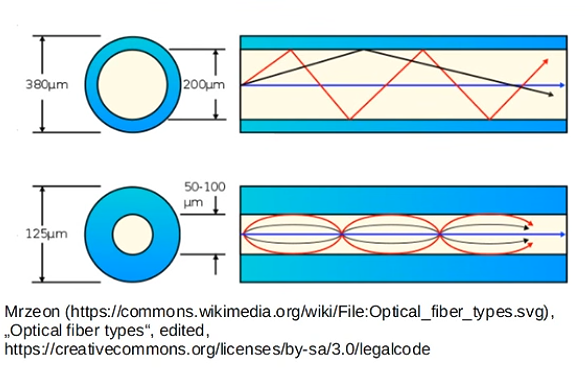 380µm
200µm
50-100
µm
125µm
Mrzeon (https://commons.wikimedia.org/wiki/File:Optical_fiber_types.svg),
„Optical fiber types“, edited,
https://creativecommons.org/licenses/by-sa/3.0/legalcode